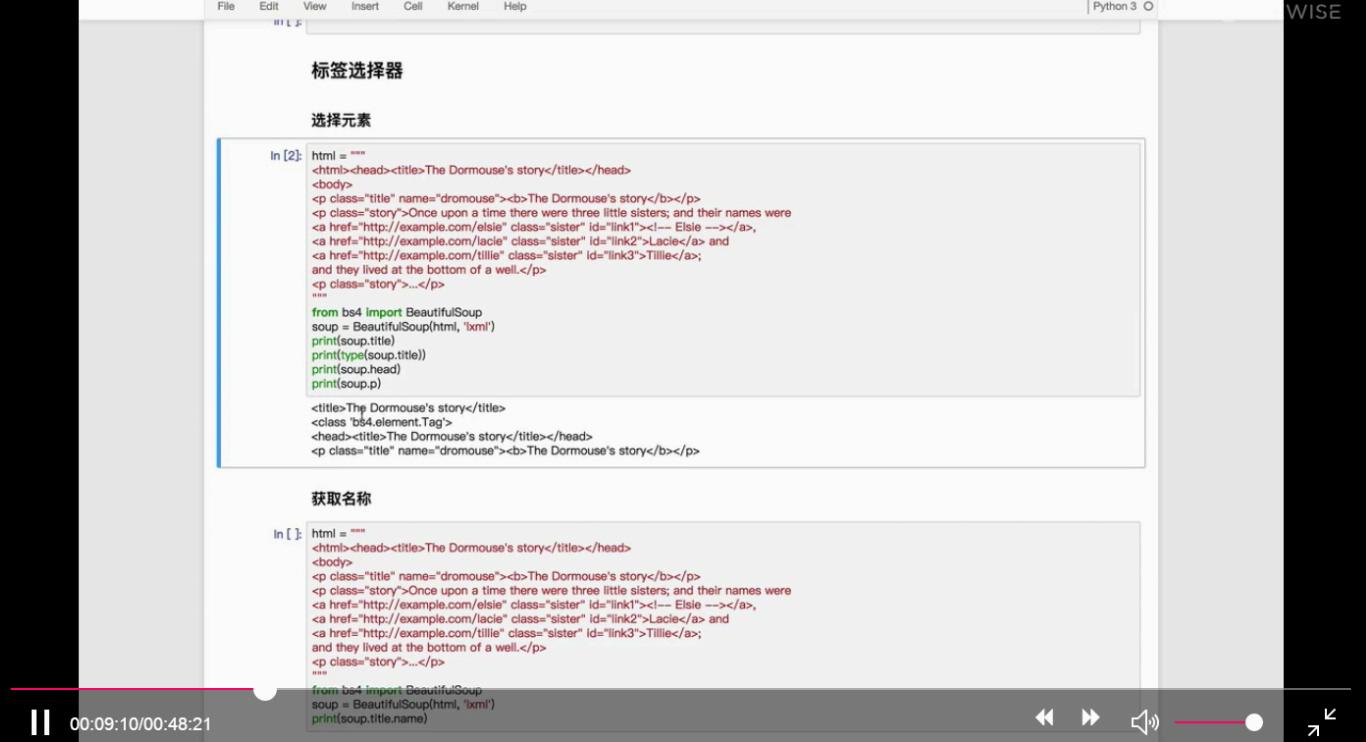 WISE
File Edit View Insert Cell Kernel Help Python 3
In [ ]:
标签选择器
选择元素
In [2]: html = """
<html><head><title>The Dormouse's story</title></head>
<body>
<p class="title" name="dromouse"><b>The Dormouse's story</b></p>
<p class="story">Once upon a time there were three little sisters; and their names were
<a href="http://example.com/elsie" class="sister" id="link1"><!-- Elsie --></a>,
<a href="http://example.com/lacie" class="sister" id="link2">Lacie</a> and
<a href="http://example.com/tillie" class="sister" id="link3">Tillie</a>;
and they lived at the bottom of a well.</p>
<p class="story">...</p>
"""
from bs4 import BeautifulSoup
soup = BeautifulSoup(html, 'lxml')
print(soup.title)
print(type(soup.title))
print(soup.head)
print(soup.p)
<title>The Dormouse's story</title>
<class 'bs4.element.Tag'>
<head><title>The Dormouse's story</title></head>
<p class="title" name="dromouse"><b>The Dormouse's story</b></p>
获取名称
In [ ]: html = """
<html><head><title>The Dormouse's story</title></head>
<body>
<p class="title" name="dromouse"><b>The Dormouse's story</b></p>
<p class="story">Once upon a time there were three little sisters; and their names were
<a href="http://example.com/elsie" class="sister" id="link1"><!-- Elsie --></a>,
<a href="http://example.com/lacie" class="sister" id="link2">Lacie</a> and
<a href="http://example.com/tillie" class="sister" id="link3">Tillie</a>;
and they lived at the bottom of a well.</p>
<p class="story">...</p>
"""
from bs4 import BeautifulSoup
soup = BeautifulSoup(html, 'lxml')
print(soup.title.name)
00:09:10/00:48:21